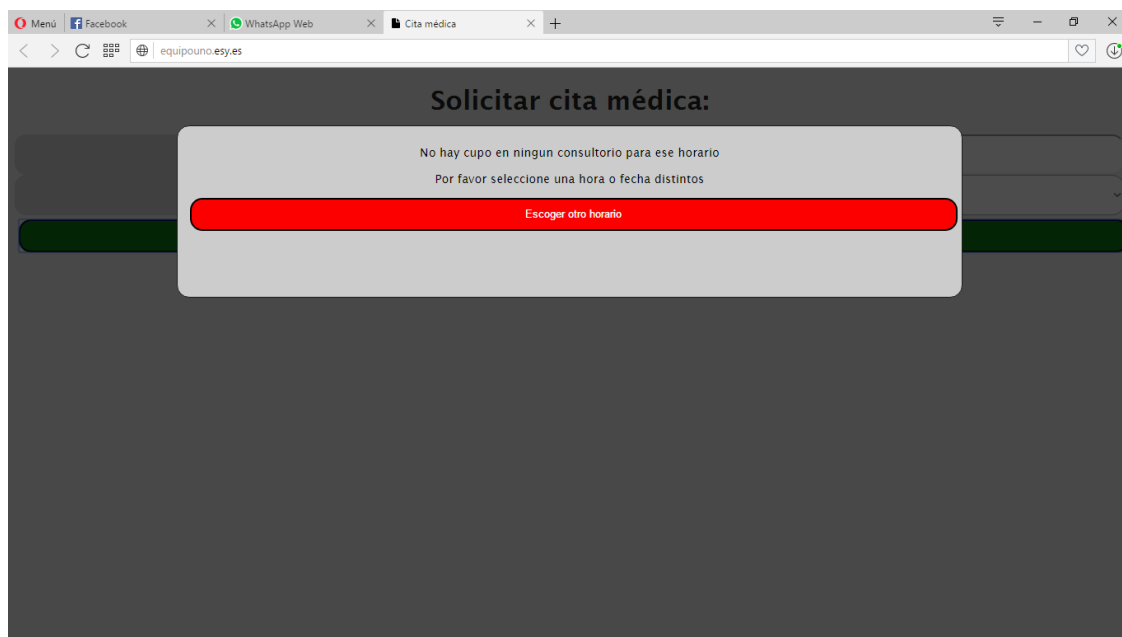 Menú
Facebook
WhatsApp Web
Cita médica
equipouno.esy.es
Solicitar cita médica:
No hay cupo en ningun consultorio para ese horario
Por favor seleccione una hora o fecha distintos
Escoger otro horario